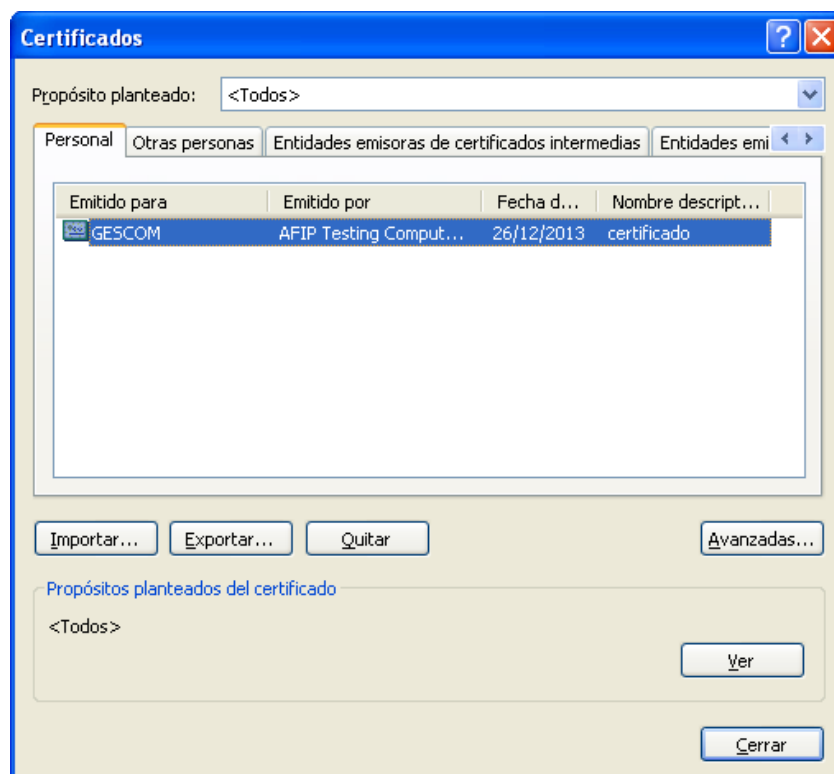 Certificados
Propósito planteado: <Todos>
Personal Otras personas Entidades emisoras de certificados intermedias Entidades emi
Emitido para Emitido por Fecha d... Nombre descript...
GESCOM AFIP Testing Comput... 26/12/2013 certificado
Importar... Exportar... Quitar Avanzadas...
Propósitos planteados del certificado
<Todos>
Ver
Cerrar